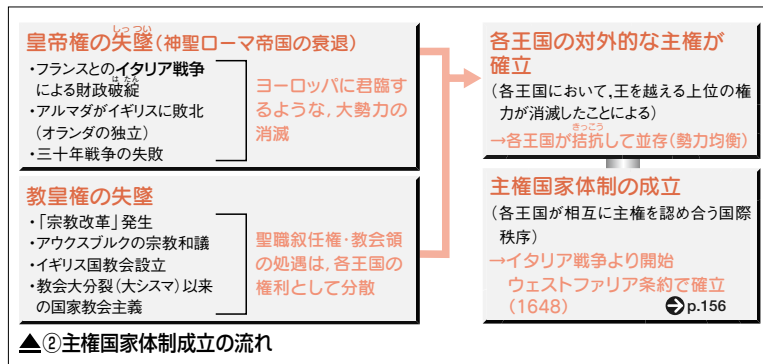 皇帝権の失墜(神聖ローマ帝国の衰退)
しっつい
・フランスとのイタリア戦争
による財政破綻
はたん
・アルマダがイギリスに敗北
(オランダの独立)
・三十年戦争の失敗
ヨーロッパに君臨す
るような,大勢力の
消滅
教皇権の失墜
・「宗教改革」発生
・アウクスブルクの宗教和議
・イギリス国教会設立
・教会大分裂(大シスマ)以来
の国家教会主義
聖職叙任権・教会領
の処遇は,各王国の
権利として分散
各王国の対外的な主権が
確立
(各王国において,王を越える上位の権
力が消滅したことによる)
→各王国が拮抗して並存(勢力均衡)
きっこう
主権国家体制の成立
(各王国が相互に主権を認め合う国際
秩序)
→イタリア戦争より開始
ウェストファリア条約で確立
(1648)
p.156
▲②主権国家体制成立の流れ